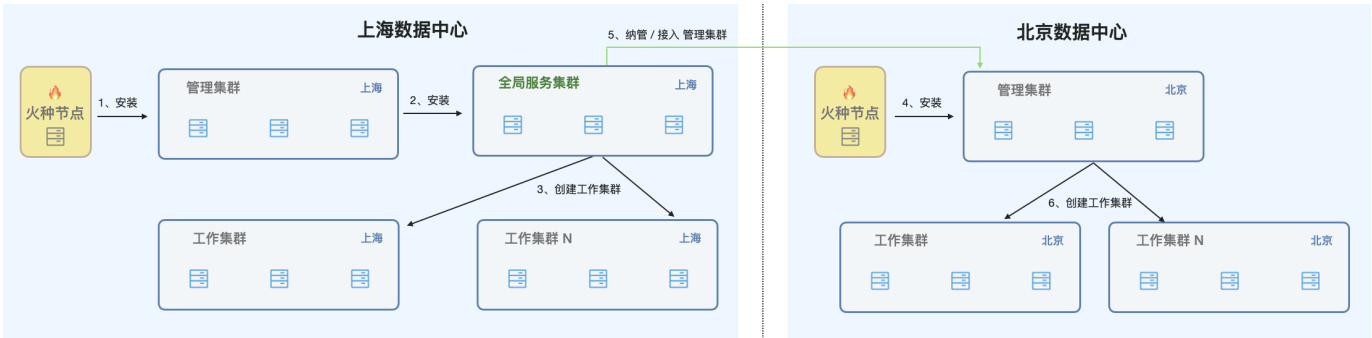 上海数据中心
火种节点
1、安装
管理集群
上海
2、安装
全局服务集群
上海
3、创建工作集群
工作集群
上海
工作集群 N
上海
5、纳管 / 接入 管理集群
北京数据中心
火种节点
4、安装
管理集群
北京
6、创建工作集群
工作集群
北京
工作集群 N
北京